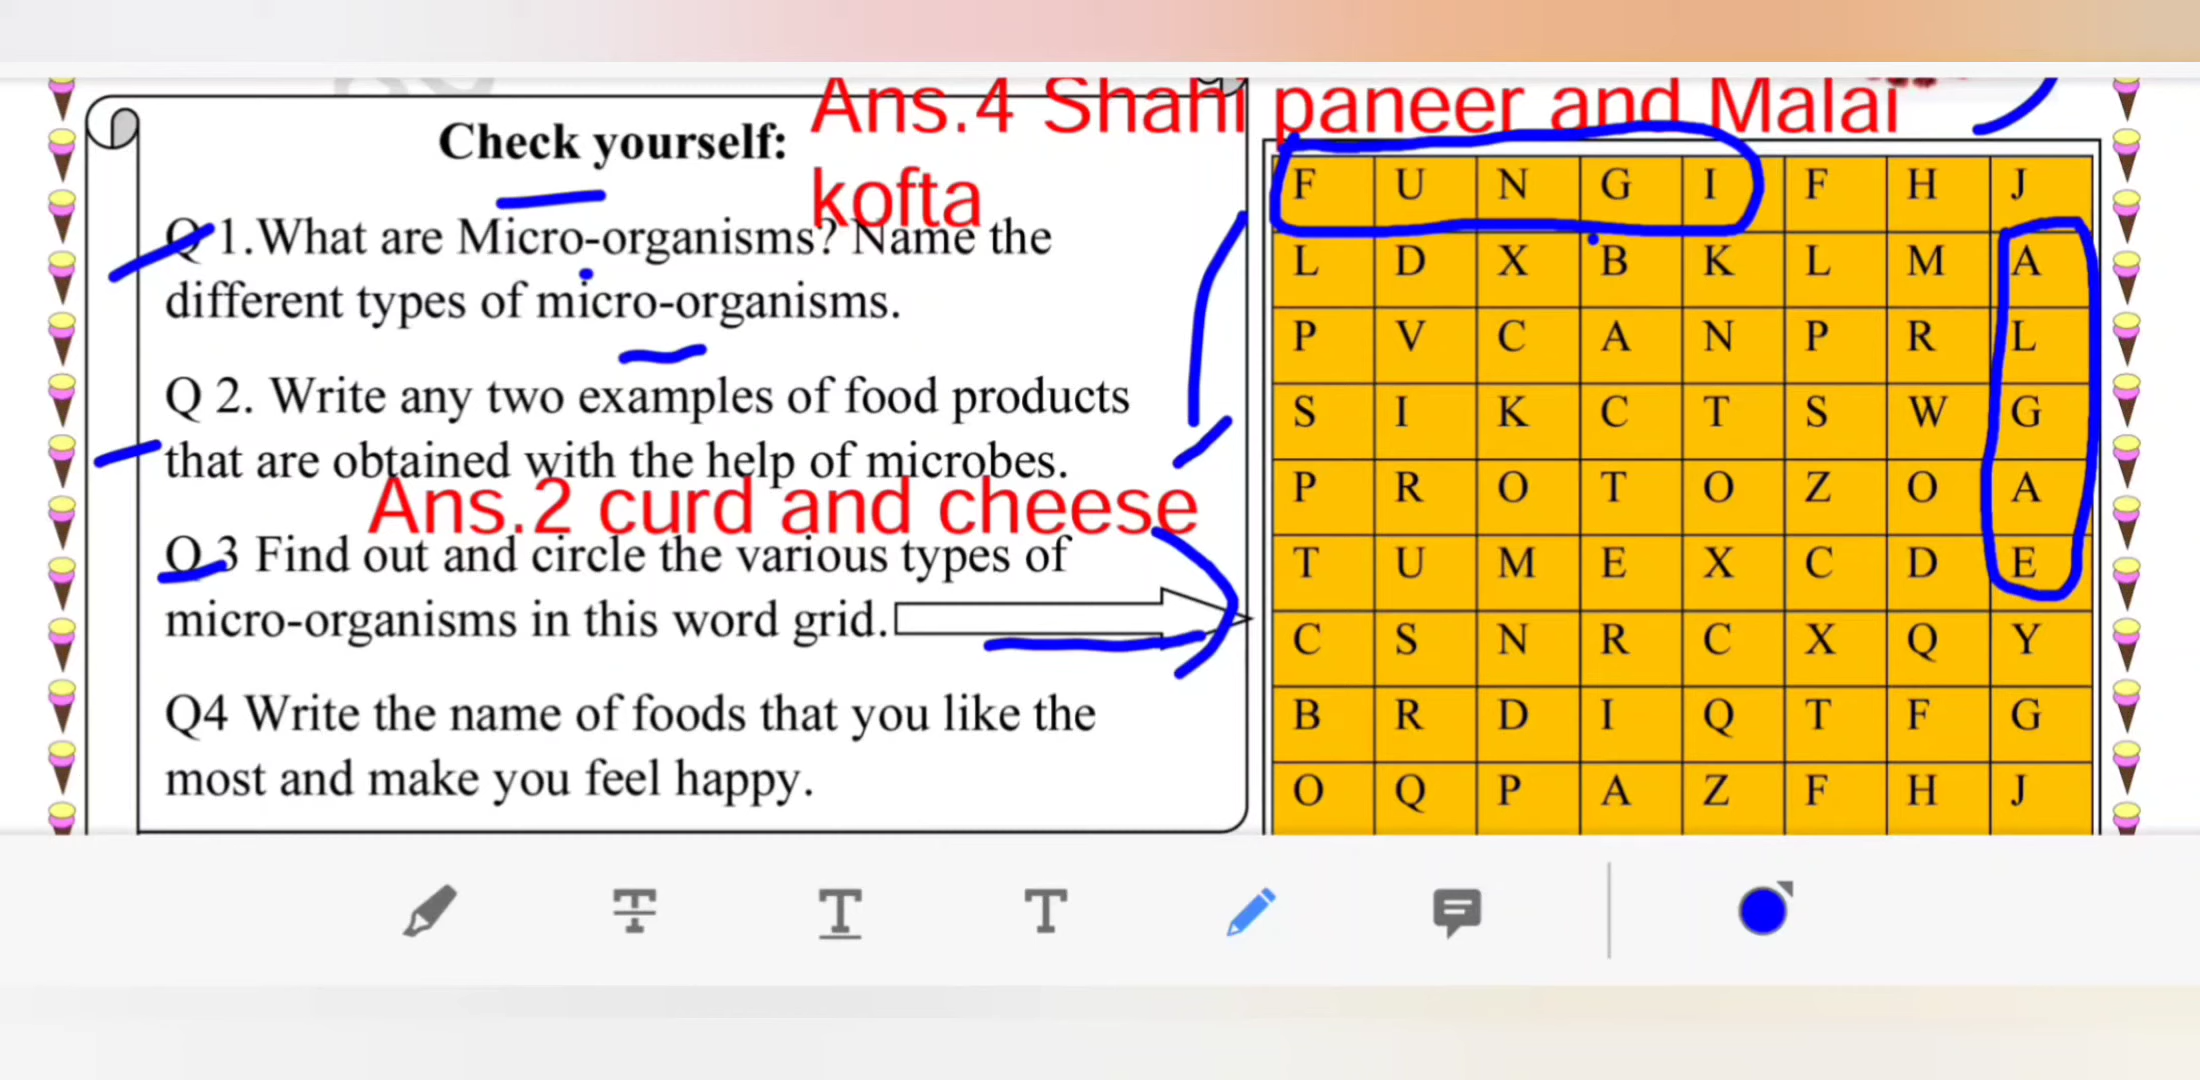 Ans.4 Shahi paneer and Malai
kofta
Check yourself:
Q 1.What are Micro-organisms? Name the
different types of micro-organisms.
Q 2. Write any two examples of food products
that are obtained with the help of microbes.
Ans.2 curd and cheese
Q 3 Find out and circle the various types of
micro-organisms in this word grid.
Q4 Write the name of foods that you like the
most and make you feel happy.
F U N G I F H J
L D X B K L M A
P V C A N P R L
S I K C T S W G
P R O T O Z O A
T U M E X C D E
C S N R C X Q Y
B R D I Q T F G
O Q P A Z F H J
T T T